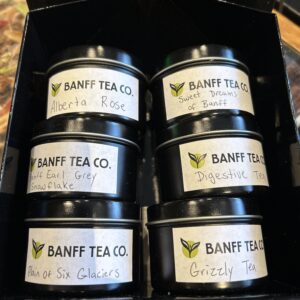 BANFF TEA CO.
Alberta Rose
BANFF TEA CO.
Sweet Dreams
of Banff
BANFF TEA CO.
Earl Grey
Snowflake
BANFF TEA CO.
Digestive Tea
BANFF TEA CO.
Plain of Six Glaciers
BANFF TEA CO.
Grizzly Tea